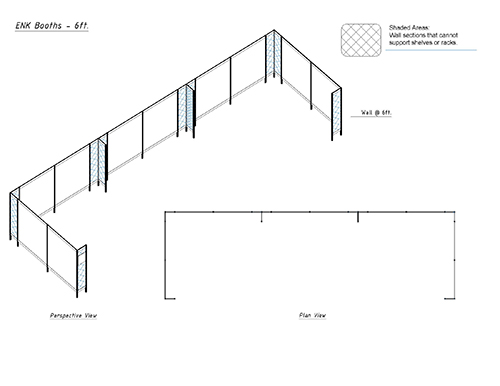 ENK Booths - 6ft.
Shaded Areas:
Wall sections that cannot
support shelves or racks.
Wall @ 6ft.
Perspective View
Plan View